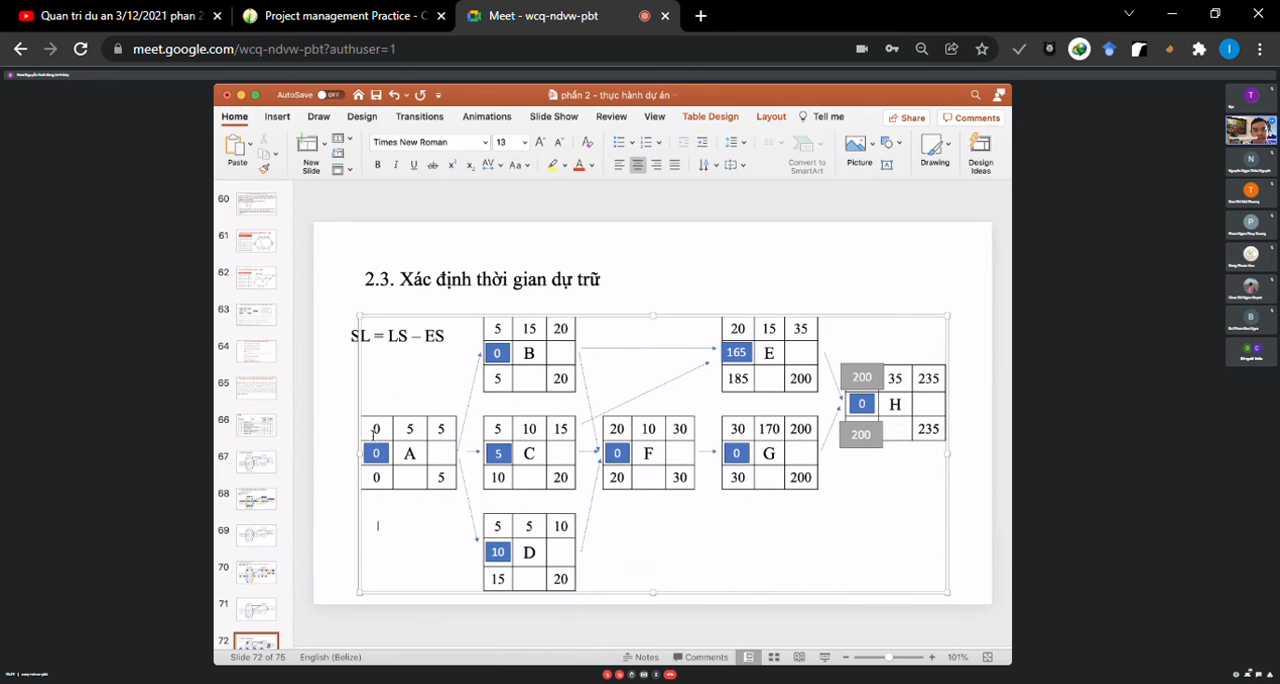 Quan tri du an 3/12/2021 phan 2
Project management Practice - C
Meet - wcq-ndvw-pbt
meet.google.com/wcq-ndvw-pbt?authuser=1
AutoSave OFF
phần 2 - thực hành dự án
Home Insert Draw Design Transitions Animations Slide Show Review View Table Design Layout Tell me
Share Comments
Times New Roman 13
Paste
New Slide
Convert to SmartArt
Picture
Drawing
Design Ideas
60
61
62
63
64
65
66
67
68
69
70
71
72
2.3. Xác định thời gian dự trữ
SL = LS – ES
5 15 20
0 B
5 20
20 15 35
165 E
185 200
200 35 235
0 H
200 235
0 5 5
0 A
0 5
5 10 15
5 C
10 20
20 10 30
0 F
20 30
30 170 200
0 G
30 200
5 5 10
10 D
15 20
Slide 72 of 75 English (Belize)
Notes Comments 101%